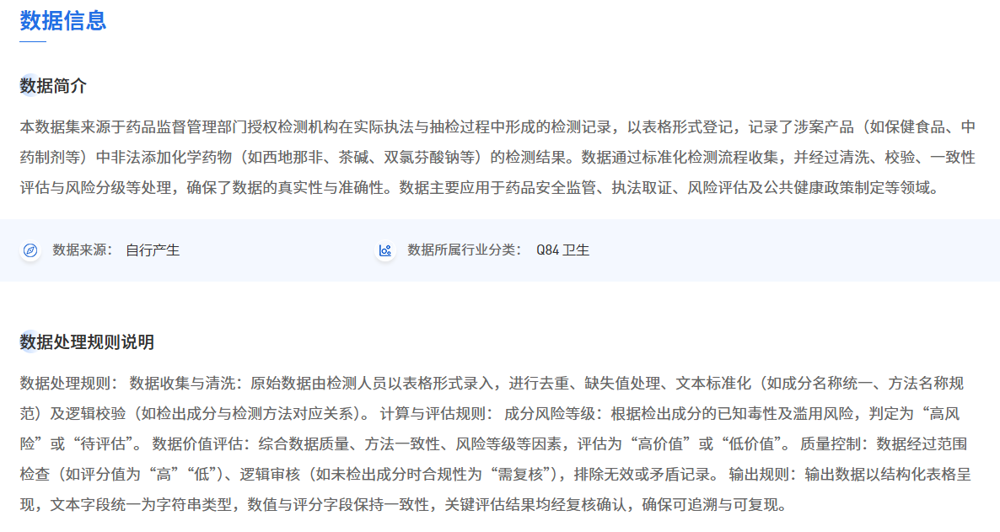 数据信息
数据简介
本数据集来源于药品监督管理部门授权检测机构在实际执法与抽检过程中形成的检测记录，以表格形式登记，记录了涉案产品（如保健食品、中
药制剂等）中非法添加化学药物（如西地那非、茶碱、双氯芬酸钠等）的检测结果。数据通过标准化检测流程收集，并经过清洗、校验、一致性
评估与风险分级等处理，确保了数据的真实性与准确性。数据主要应用于药品安全监管、执法取证、风险评估及公共健康政策制定等领域。
数据来源： 自行产生 数据所属行业分类： Q84 卫生
数据处理规则说明
数据处理规则： 数据收集与清洗：原始数据由检测人员以表格形式录入，进行去重、缺失值处理、文本标准化（如成分名称统一、方法名称规
范）及逻辑校验（如检出成分与检测方法对应关系）。 计算与评估规则： 成分风险等级：根据检出成分的已知毒性及滥用风险，判定为“高风
险”或“待评估”。 数据价值评估：综合数据质量、方法一致性、风险等级等因素，评估为“高价值”或“低价值”。 质量控制：数据经过范围
检查（如评分值为“高”“低”）、逻辑审核（如未检出成分时合规性为“需复核”），排除无效或矛盾记录。 输出规则：输出数据以结构化表格呈
现，文本字段统一为字符串类型，数值与评分字段保持一致性，关键评估结果均经复核确认，确保可追溯与可复现。